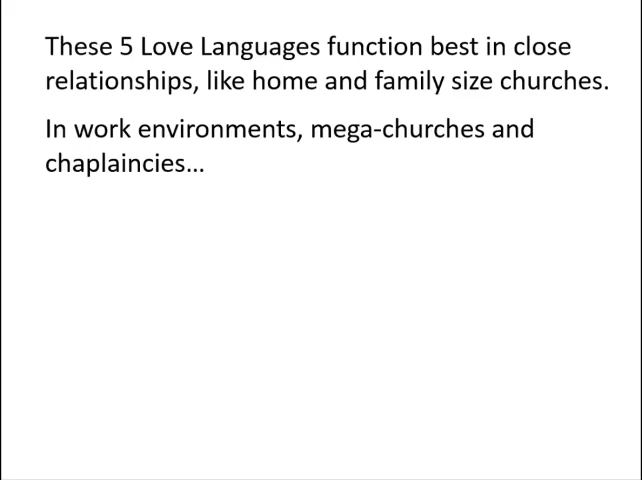 These 5 Love Languages function best in close
relationships, like home and family size churches.
In work environments, mega-churches and
chaplaincies...